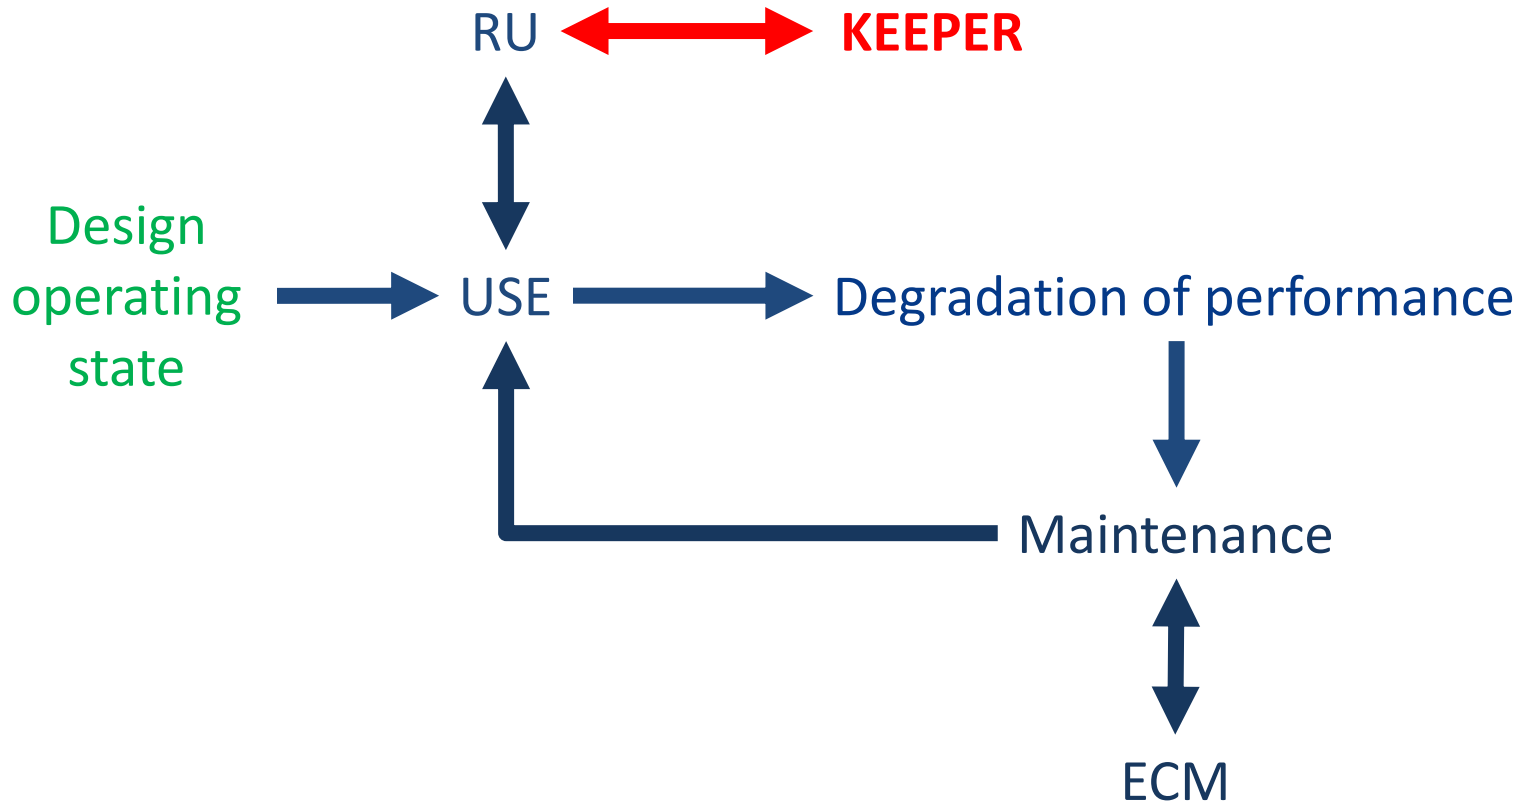 RU
KEEPER
Design
operating
state
USE
Degradation of performance
Maintenance
ECM